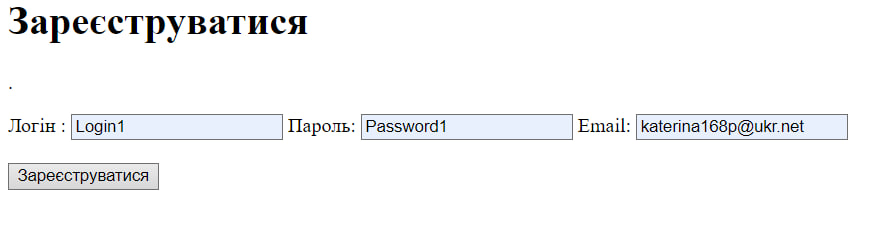 Зареєструватися
.
Логін : Login1 Пароль: Password1 Email: katerina168p@ukr.net
Зареєструватися